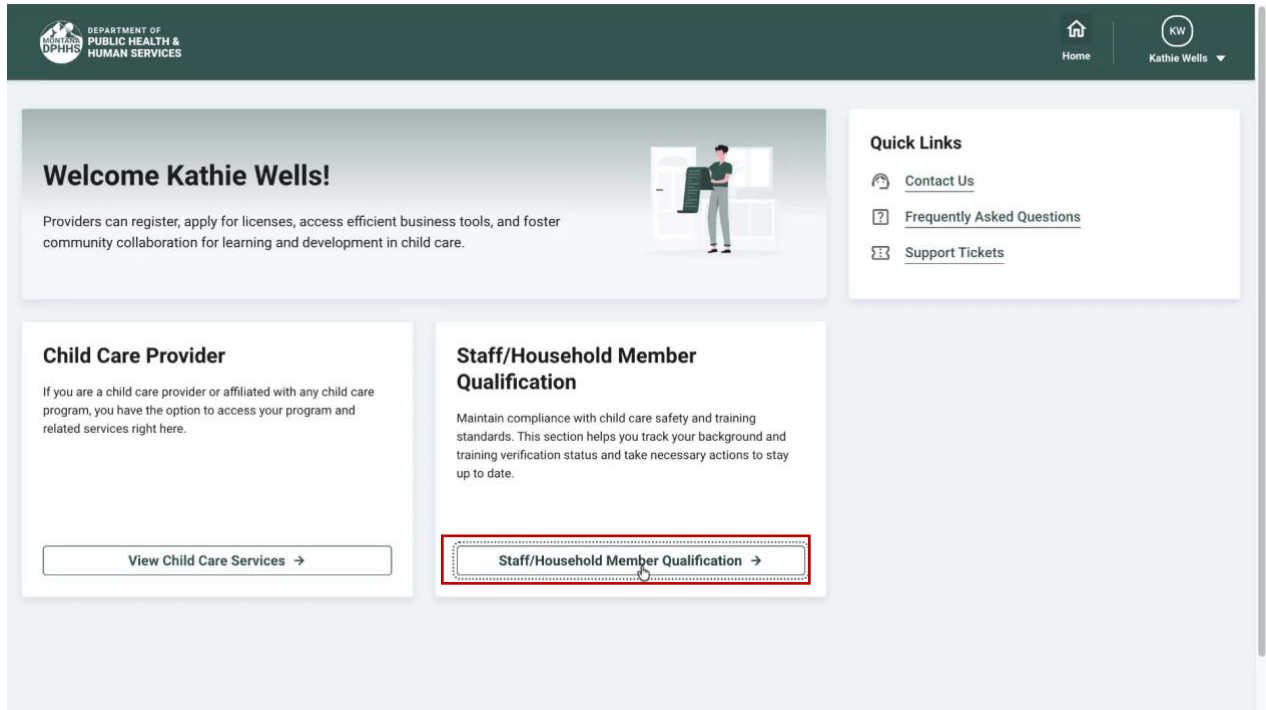 MONTANA
DPHHS
DEPARTMENT OF
PUBLIC HEALTH &
HUMAN SERVICES
Home
KW
Kathie Wells
Welcome Kathie Wells!
Providers can register, apply for licenses, access efficient business tools, and foster
community collaboration for learning and development in child care.
Quick Links
Contact Us
Frequently Asked Questions
Support Tickets
Child Care Provider
If you are a child care provider or affiliated with any child care
program, you have the option to access your program and
related services right here.
View Child Care Services →
Staff/Household Member
Qualification
Maintain compliance with child care safety and training
standards. This section helps you track your background and
training verification status and take necessary actions to stay
up to date.
Staff/Household Member Qualification →